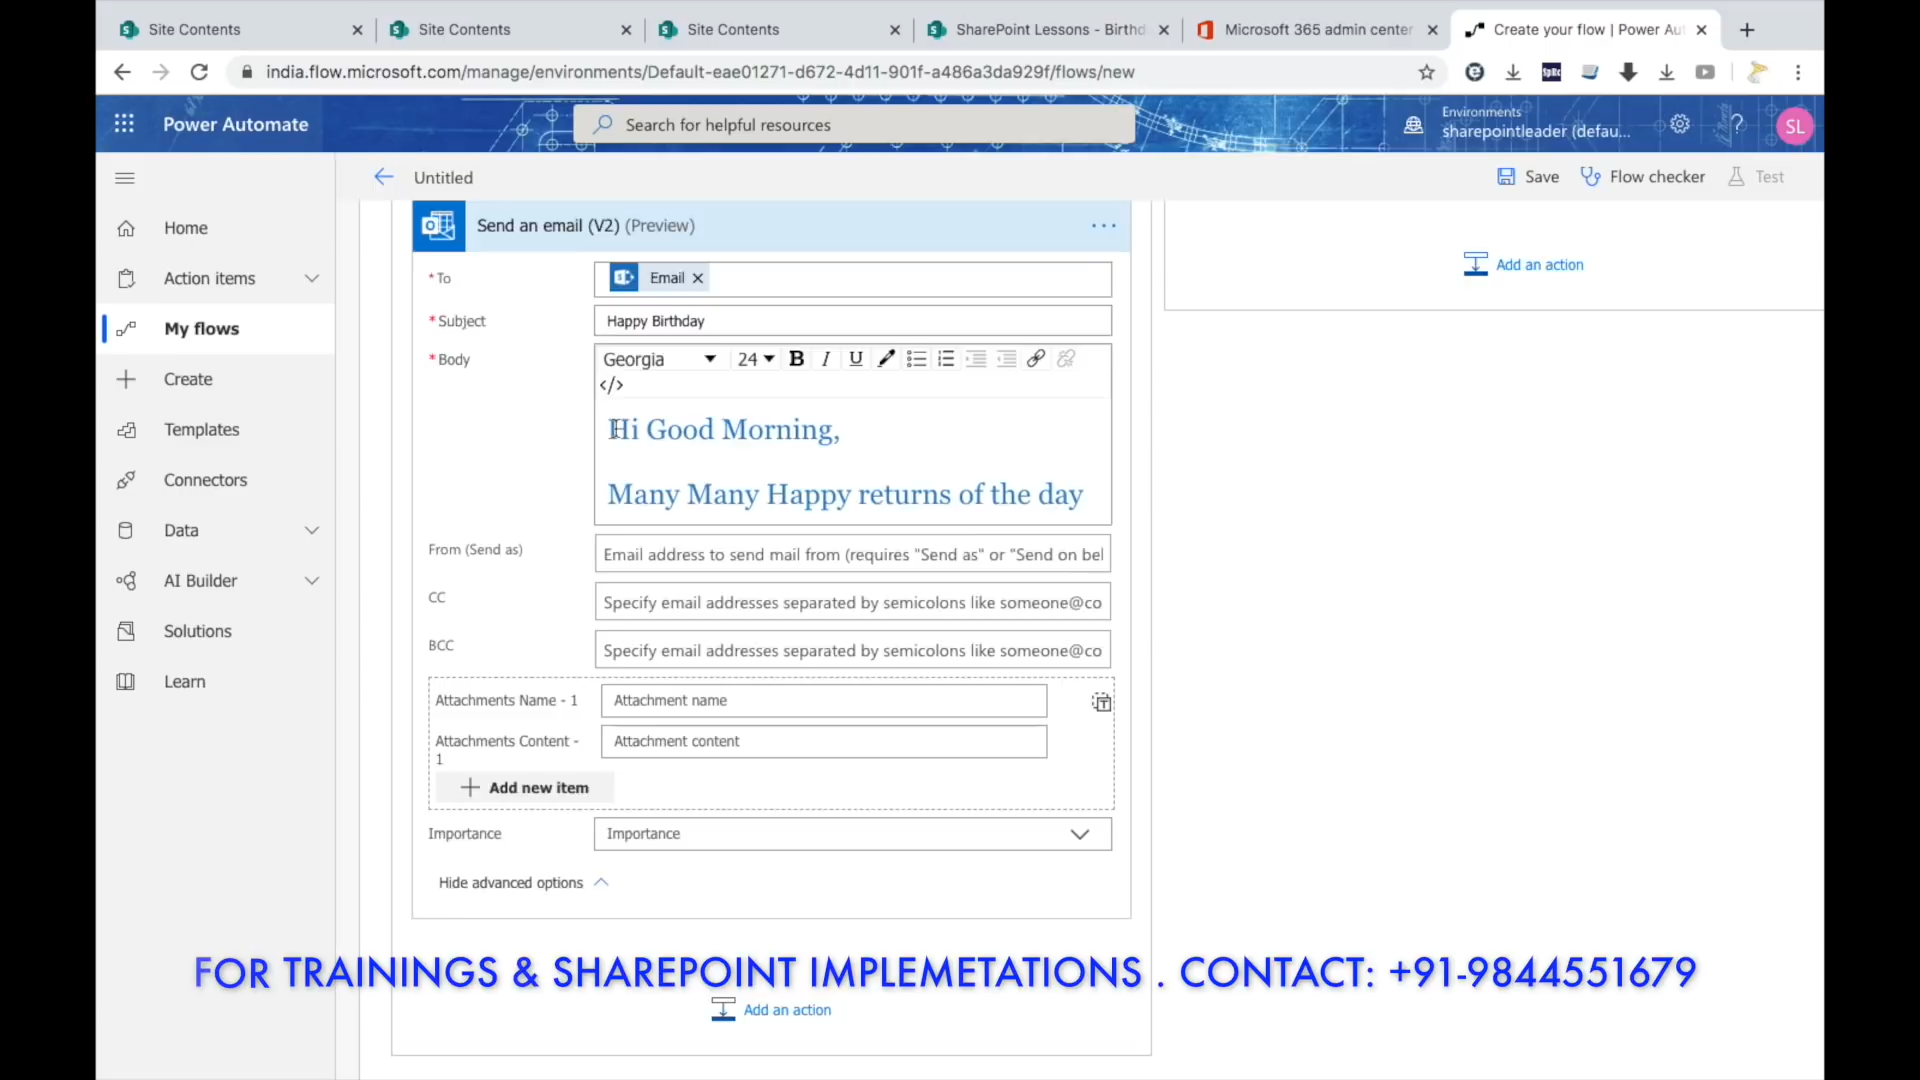 Site Contents
Site Contents
Site Contents
SharePoint Lessons - Birthd
Microsoft 365 admin center
Create your flow | Power Aut
india.flow.microsoft.com/manage/environments/Default-eae01271-d672-4d11-901f-a486a3da929f/flows/new
Power Automate
Search for helpful resources
Environments
sharepointleader (defau...
SL
Untitled
Save
Flow checker
Test
Home
Action items
My flows
Create
Templates
Connectors
Data
AI Builder
Solutions
Learn
Send an email (V2) (Preview)
* To
Email
* Subject
Happy Birthday
* Body
Georgia
24
B I U
</>
Hi Good Morning,
Many Many Happy returns of the day
From (Send as)
Email address to send mail from (requires "Send as" or "Send on bel
CC
Specify email addresses separated by semicolons like someone@co
BCC
Specify email addresses separated by semicolons like someone@co
Attachments Name - 1
Attachment name
Attachments Content -
1
Attachment content
Add new item
Importance
Importance
Hide advanced options
Add an action
FOR TRAININGS & SHAREPOINT IMPLEMETATIONS . CONTACT: +91-9844551679
Add an action